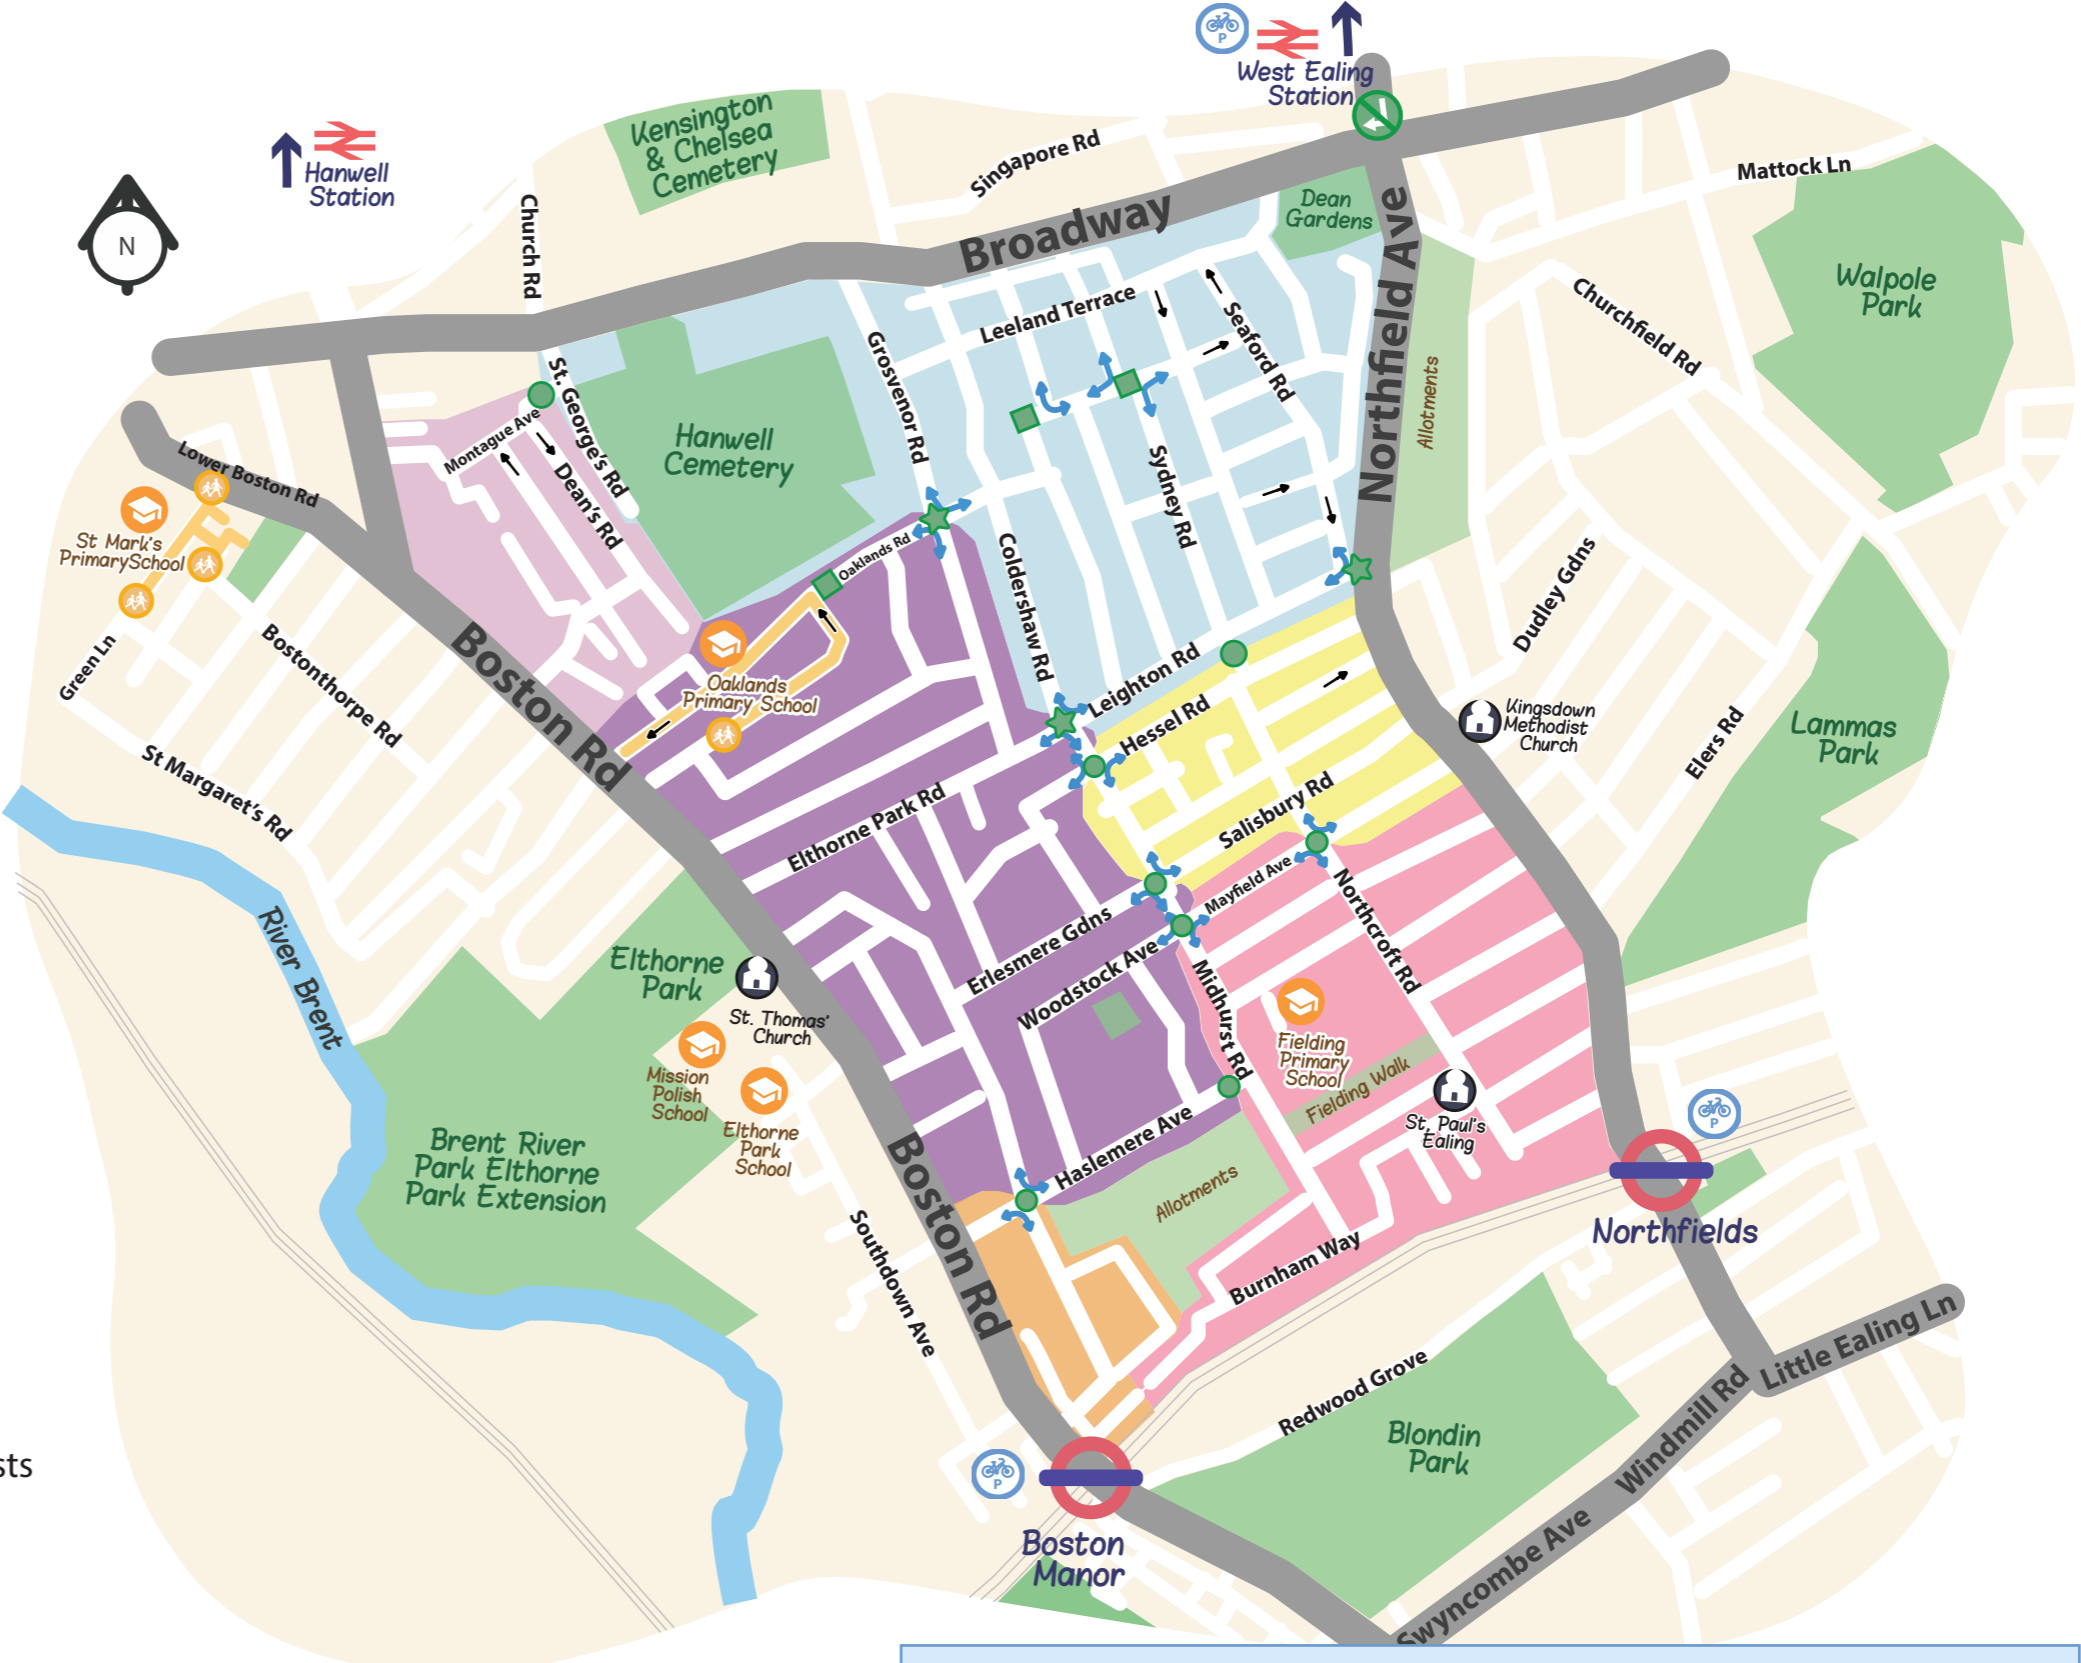 P
West Ealing
Station
Hanwell
Station
N
Kensington
& Chelsea
Cemetery
Singapore Rd
Church Rd
Broadway
Dean
Gardens
Northfield Ave
Mattock Ln
Walpole
Park
Churchfield Rd
Allotments
Leeland Terrace
Seaford Rd
Grosvenor Rd
St. George's Rd
Montague Ave
Dean's Rd
Hanwell
Cemetery
Lower Boston Rd
St Mark's
PrimarySchool
Sydney Rd
Oaklands Rd
Coldershaw Rd
Dudley Gdns
Green Ln
Bostonthorpe Rd
Boston Rd
Oaklands
Primary School
Leighton Rd
Hessel Rd
Kingsdown
Methodist
Church
Elers Rd
Lammas
Park
St Margaret's Rd
Elthorne Park Rd
Salisbury Rd
Mayfield Ave
Northcroft Rd
River Brent
Elthorne
Park
St. Thomas'
Church
Erlesmere Gdns
Woodstock Ave
Midhurst Rd
Fielding
Primary
School
Fielding Walk
Mission
Polish
School
Elthorne
Park
School
St, Paul's
Ealing
P
Brent River
Park Elthorne
Park Extension
Boston Rd
Haslemere Ave
Allotments
Northfields
Southdown Ave
Burnham Way
Redwood Grove
Little Ealing Ln
Windmill Rd
Blondin
Park
sts
P
Boston
Manor
Swyncombe Ave